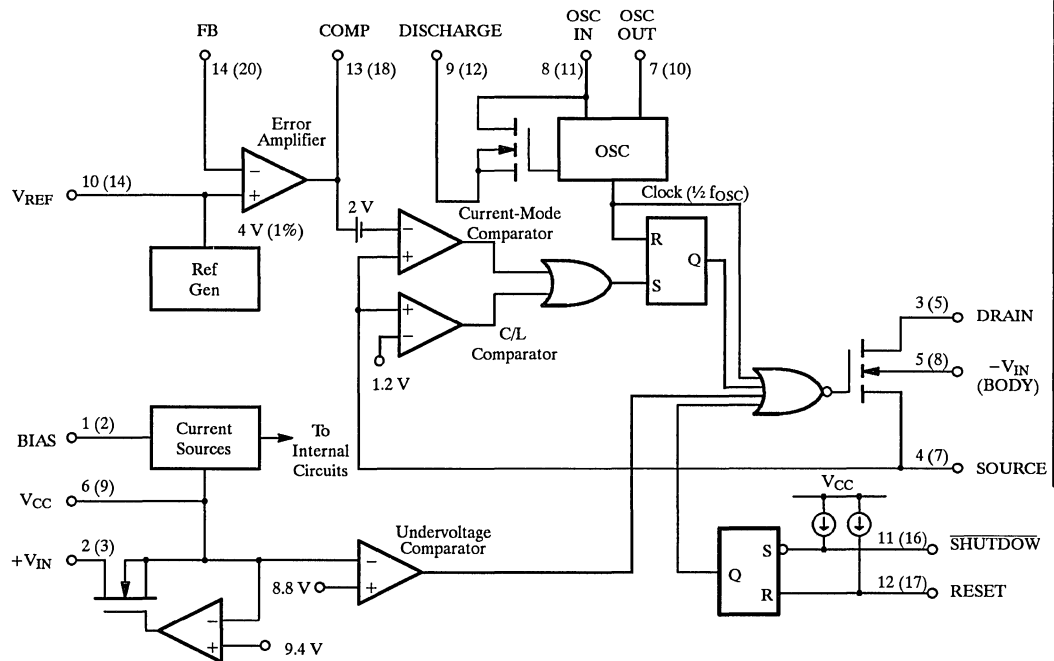 FB
COMP
DISCHARGE
OSC
IN
OSC
OUT
14 (20)
13 (18)
9 (12)
8 (11)
7 (10)
Error
Amplifier
−
+
OSC
VREF
10 (14)
4 V (1%)
2 V
Current-Mode
Comparator
Clock (½ fOSC)
Ref
Gen
−
+
R
Q
S
+
−
C/L
Comparator
1.2 V
3 (5)
DRAIN
5 (8)
−VIN
(BODY)
BIAS
1 (2)
Current
Sources
To
Internal
Circuits
4 (7)
SOURCE
VCC
6 (9)
VCC
+VIN
2 (3)
Undervoltage
Comparator
−
+
8.8 V
S
Q
R
11 (16)
SHUTDOW
12 (17)
RESET
−
+
9.4 V